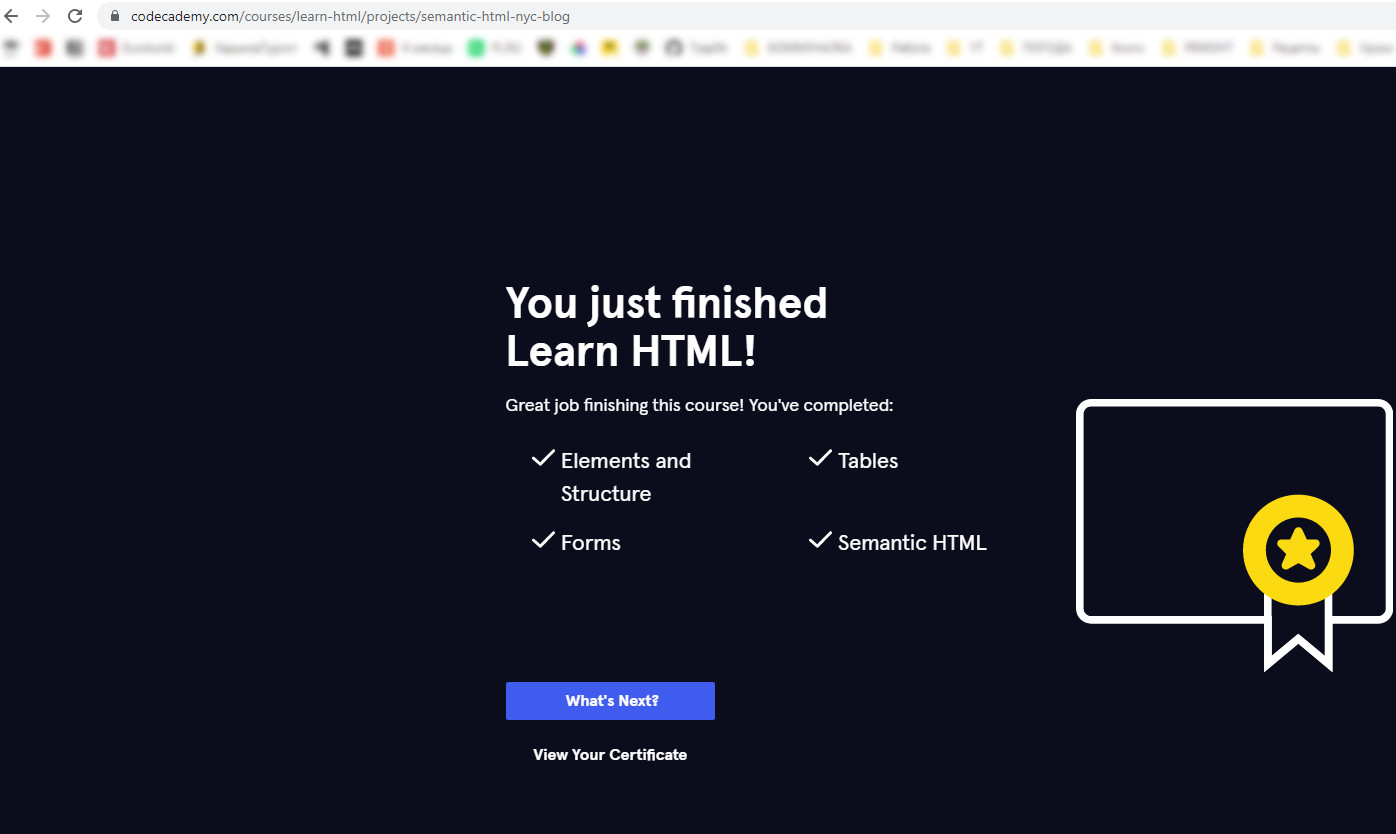 codecademy.com/courses/learn-html/projects/semantic-html-nyc-blog
You just finished
Learn HTML!
Great job finishing this course! You've completed:
Elements and
Structure
Tables
Forms
Semantic HTML
What's Next?
View Your Certificate